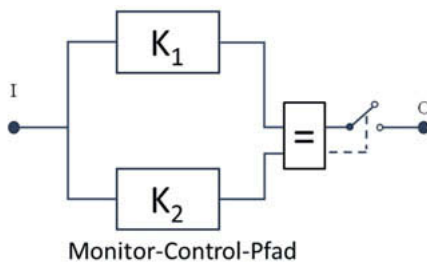 K₁
I
O
=
K₂
Monitor-Control-Pfad